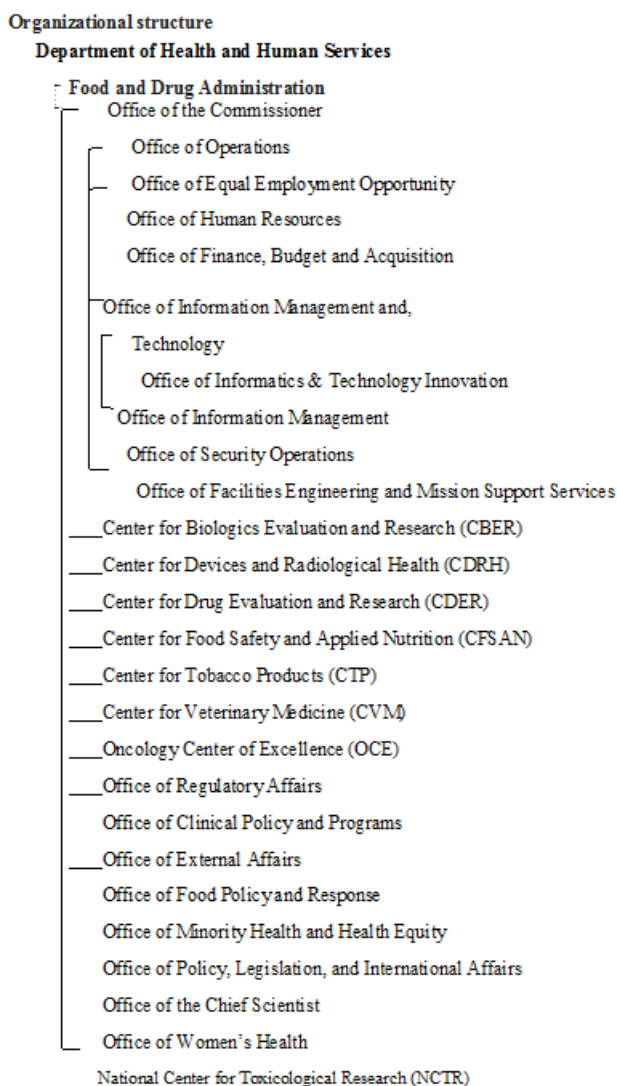 Organizational structure
Department of Health and Human Services
Food and Drug Administration
Office of the Commissioner
Office of Operations
Office of Equal Employment Opportunity
Office of Human Resources
Office of Finance, Budget and Acquisition
Office of Information Management and,
Technology
Office of Informatics & Technology Innovation
Office of Information Management
Office of Security Operations
Office of Facilities Engineering and Mission Support Services
Center for Biologics Evaluation and Research (CBER)
Center for Devices and Radiological Health (CDRH)
Center for Drug Evaluation and Research (CDER)
Center for Food Safety and Applied Nutrition (CFSAN)
Center for Tobacco Products (CTP)
Center for Veterinary Medicine (CVM)
Oncology Center of Excellence (OCE)
Office of Regulatory Affairs
Office of Clinical Policy and Programs
Office of External Affairs
Office of Food Policy and Response
Office of Minority Health and Health Equity
Office of Policy, Legislation, and International Affairs
Office of the Chief Scientist
Office of Women’s Health
National Center for Toxicological Research (NCTR)